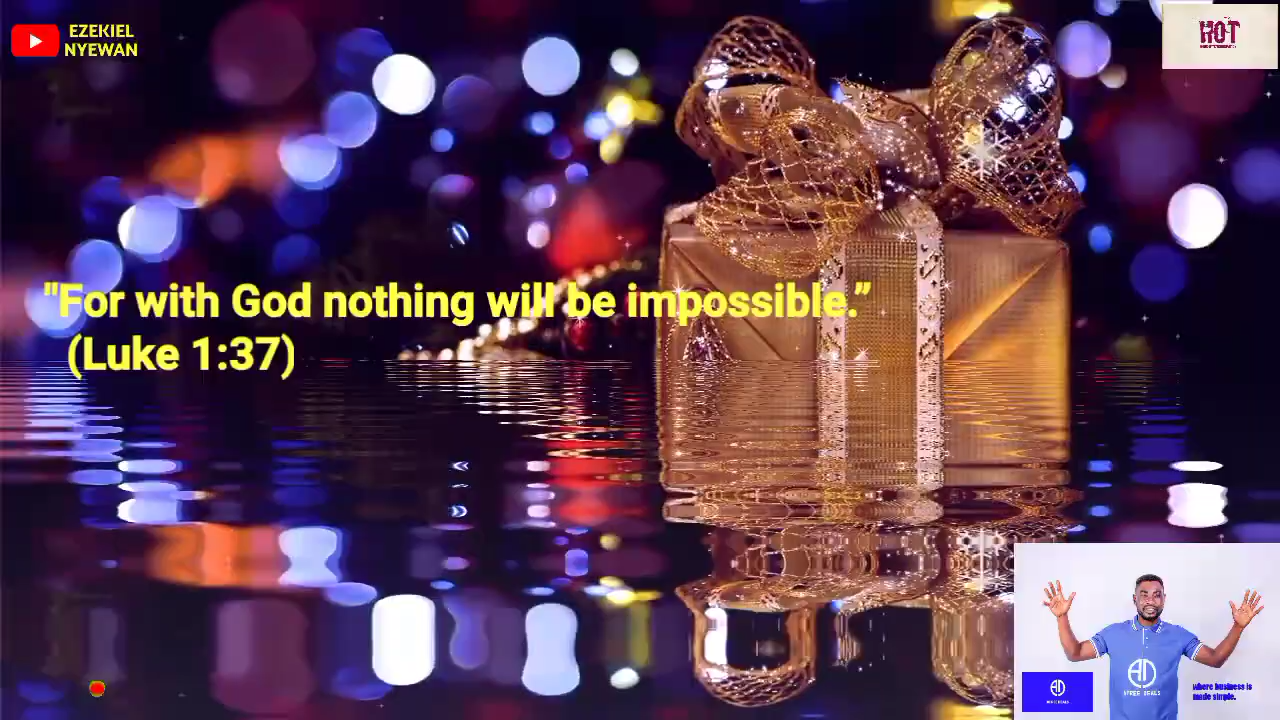 EZEKIEL
NYEWAN
HOT
"For with God nothing will be impossible.”
(Luke 1:37)
where business is
made simple.